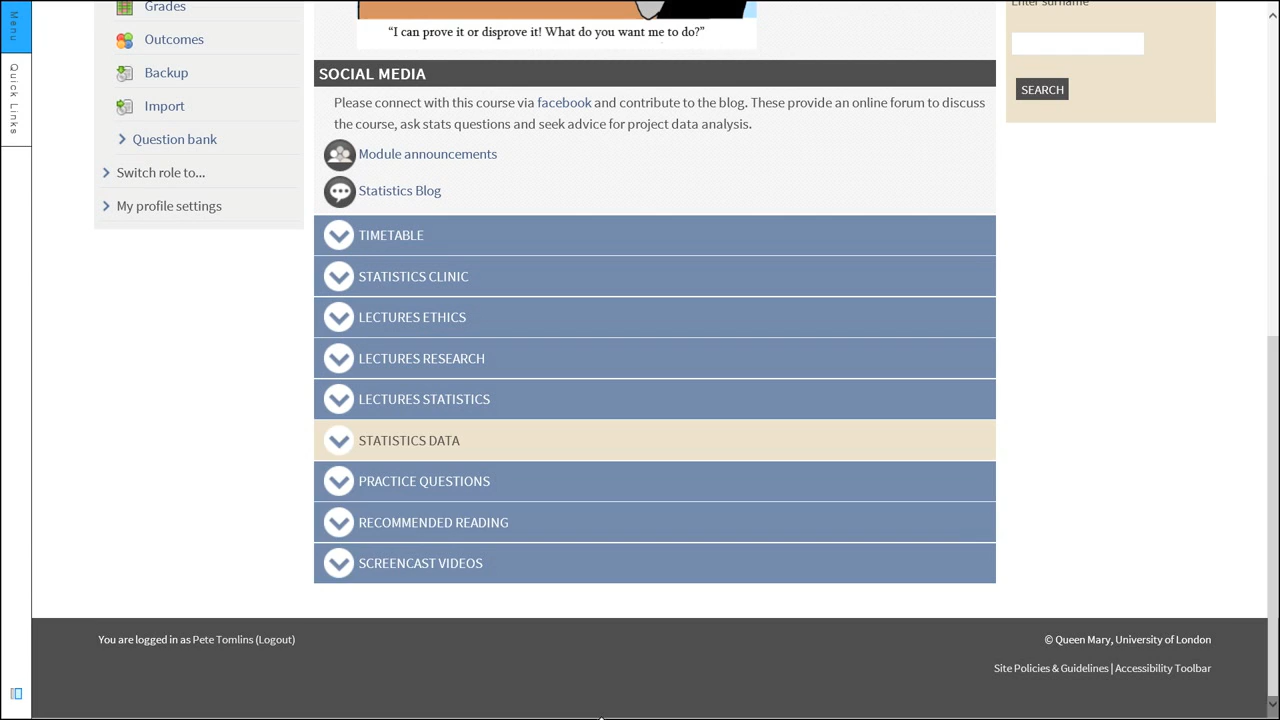 Menu
Quick Links
Grades
Outcomes
Backup
Import
Question bank
Switch role to...
My profile settings
“I can prove it or disprove it! What do you want me to do?”
SOCIAL MEDIA
Please connect with this course via facebook and contribute to the blog. These provide an online forum to discuss
the course, ask stats questions and seek advice for project data analysis.
Module announcements
Statistics Blog
TIMETABLE
STATISTICS CLINIC
LECTURES ETHICS
LECTURES RESEARCH
LECTURES STATISTICS
STATISTICS DATA
PRACTICE QUESTIONS
RECOMMENDED READING
SCREENCAST VIDEOS
Enter surname
SEARCH
You are logged in as Pete Tomlins (Logout)
© Queen Mary, University of London
Site Policies & Guidelines | Accessibility Toolbar